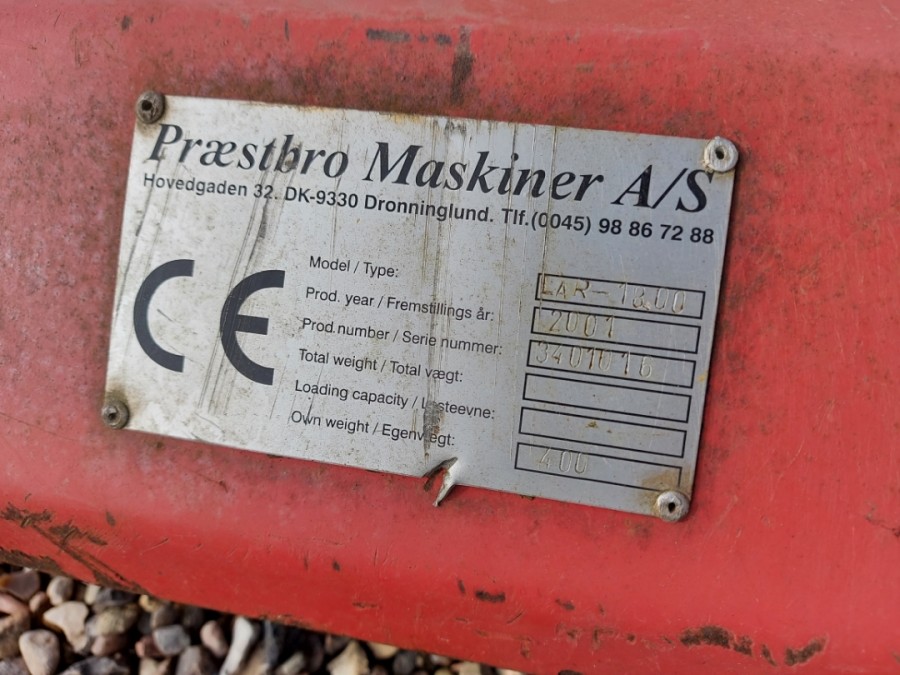 Præstbro Maskiner A/S
Hovedgaden 32. DK-9330 Dronninglund. Tlf.(0045) 98 86 72 88
CE
Model / Type:
Prod. year / Fremstillings år: 2001
Prod.number / Serie nummer: 3401016
Total weight / Total vægt:
Loading capacity / Lasteevne:
Own weight / Egenvægt: 400